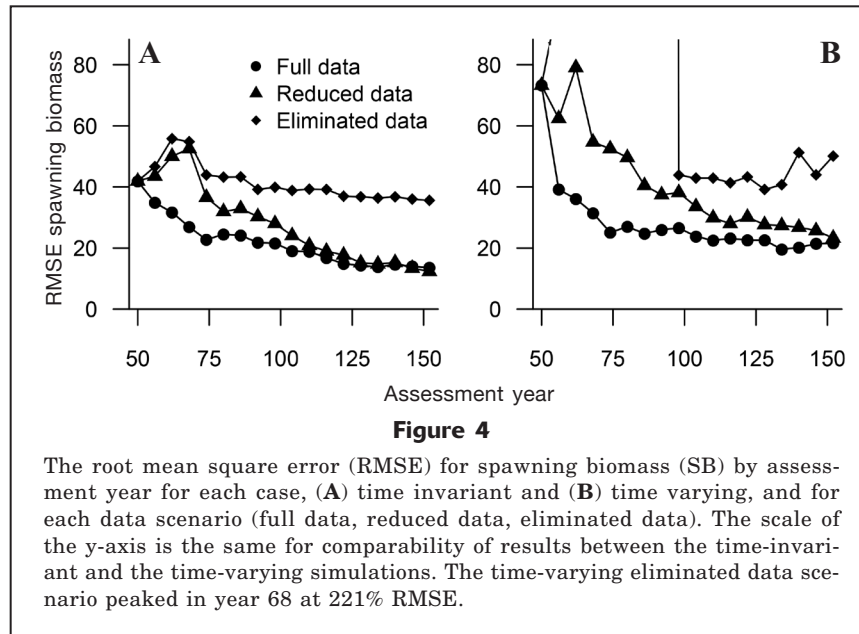 A
B
Full data
Reduced data
Eliminated data
RMSE spawning biomass
80
60
40
20
0
50 75 100 125 150
80
60
40
20
0
50 75 100 125 150
Assessment year
Figure 4
The root mean square error (RMSE) for spawning biomass (SB) by assess-
ment year for each case, (A) time invariant and (B) time varying, and for
each data scenario (full data, reduced data, eliminated data). The scale of
the y-axis is the same for comparability of results between the time-invari-
ant and the time-varying simulations. The time-varying eliminated data sce-
nario peaked in year 68 at 221% RMSE.